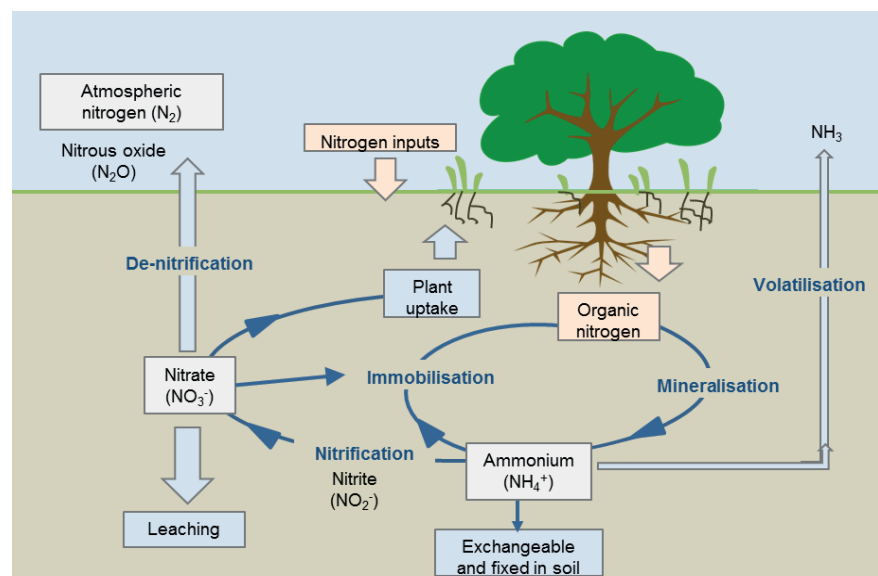 Atmospheric
nitrogen (N₂)
Nitrous oxide
(N₂O)
Nitrogen inputs
NH₃
De-nitrification
Plant
uptake
Organic
nitrogen
Volatilisation
Nitrate
(NO₃⁻)
Immobilisation
Mineralisation
Nitrification
Nitrite
(NO₂⁻)
Ammonium
(NH₄⁺)
Leaching
Exchangeable
and fixed in soil